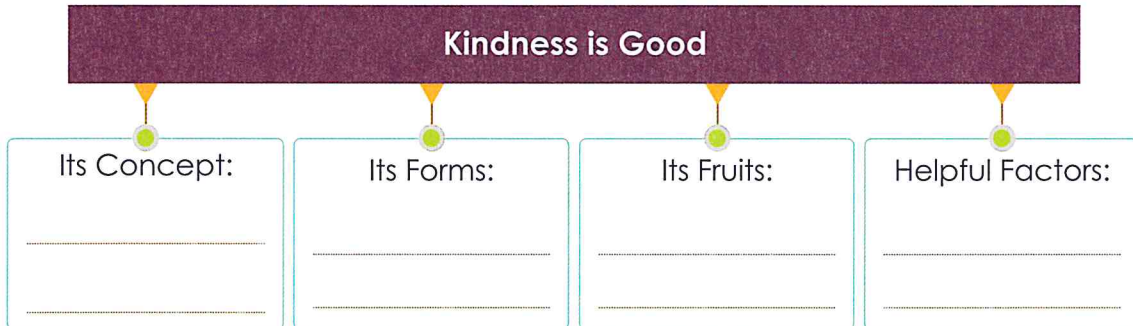 Kindness is Good
Its Concept:
Its Forms:
Its Fruits:
Helpful Factors: